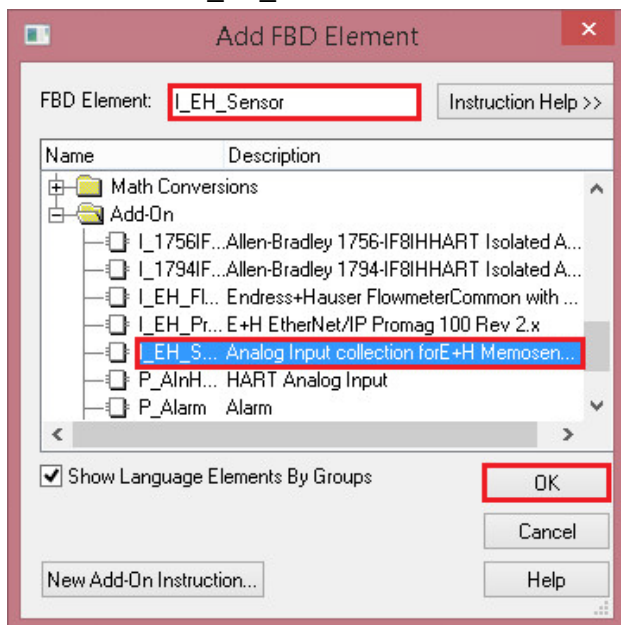 Add FBD Element
FBD Element: I_EH_Sensor Instruction Help >>
Name Description
Math Conversions
Add-On
I_1756IF...Allen-Bradley 1756-IF8IHHART Isolated A...
I_1794IF...Allen-Bradley 1794-IF8IHHART Isolated A...
I_EH_Fl... Endress+Hauser FlowmeterCommon with ...
I_EH_Pr... E+H EtherNet/IP Promag 100 Rev 2.x
I_EH_S... Analog Input collection forE+H Memosen...
P_AInH... HART Analog Input
P_Alarm Alarm
Show Language Elements By Groups
OK
Cancel
New Add-On Instruction... Help